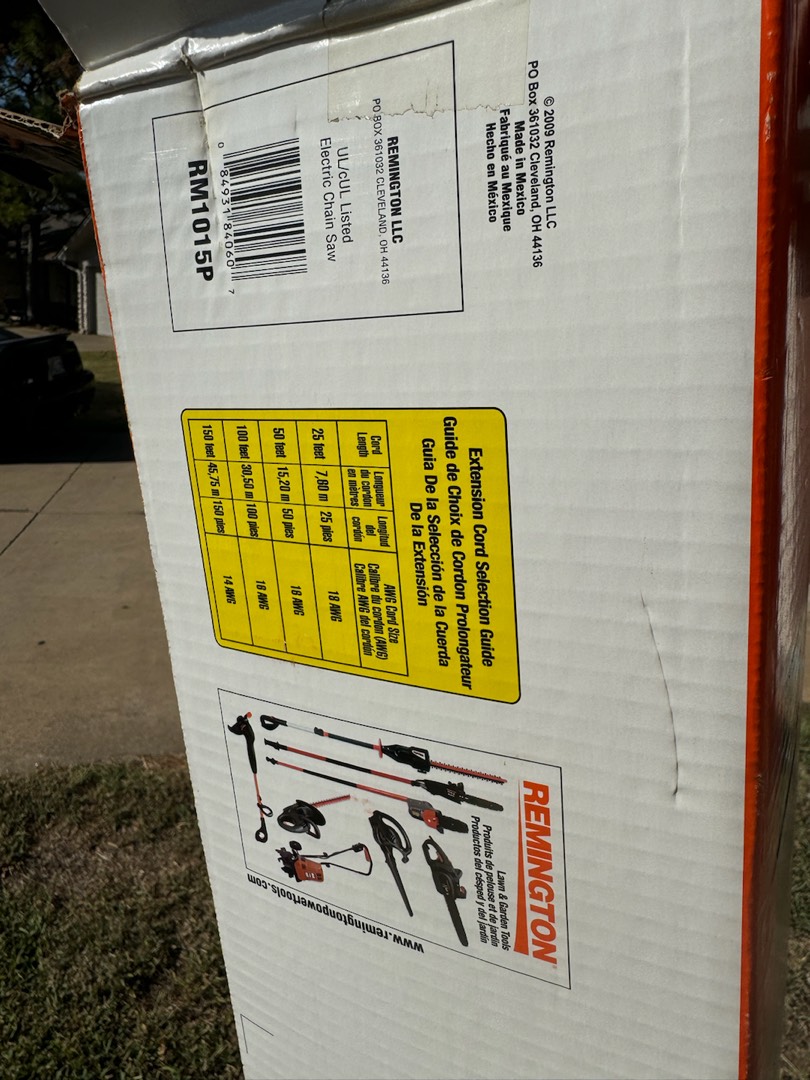 © 2009 Remington LLC
PO Box 361032 Cleveland, OH 44136
Made in Mexico
Fabriqué au Mexique
Hecho en México
REMINGTON LLC
PO BOX 361032 CLEVELAND, OH 44136
UL/cUL Listed
Electric Chain Saw
0 84931 84060 7
RM1015P
Extension Cord Selection Guide
Guide de Choix de Cordon Prolongateur
Guia De la Selección de la Cuerda
De la Extensión
Cord Length Longueur du cordon en mètres Longitud del cordón AWG Cord Size Calibre du cordon (AWG) Calibre AWG del cordón
25 feet 7,60 m 25 pies 18 AWG
50 feet 15,20 m 50 pies 18 AWG
100 feet 30,50 m 100 pies 16 AWG
150 feet 45,75 m 150 pies 14 AWG
REMINGTON
Lawn & Garden Tools
Produits de pelouse et de jardin
Productos del césped y del jardín
www.remingtonpowertools.com